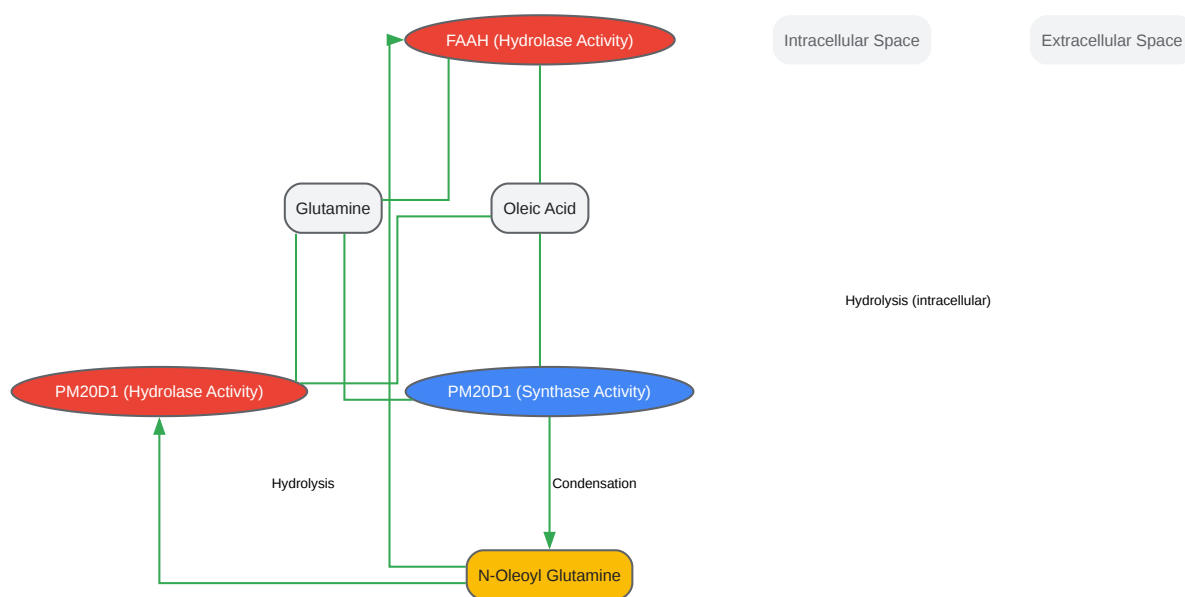 FAAH (Hydrolase Activity)
Intracellular Space
Extracellular Space
Glutamine
Oleic Acid
Hydrolysis (intracellular)
PM20D1 (Hydrolase Activity)
PM20D1 (Synthase Activity)
Hydrolysis
Condensation
N-Oleoyl Glutamine